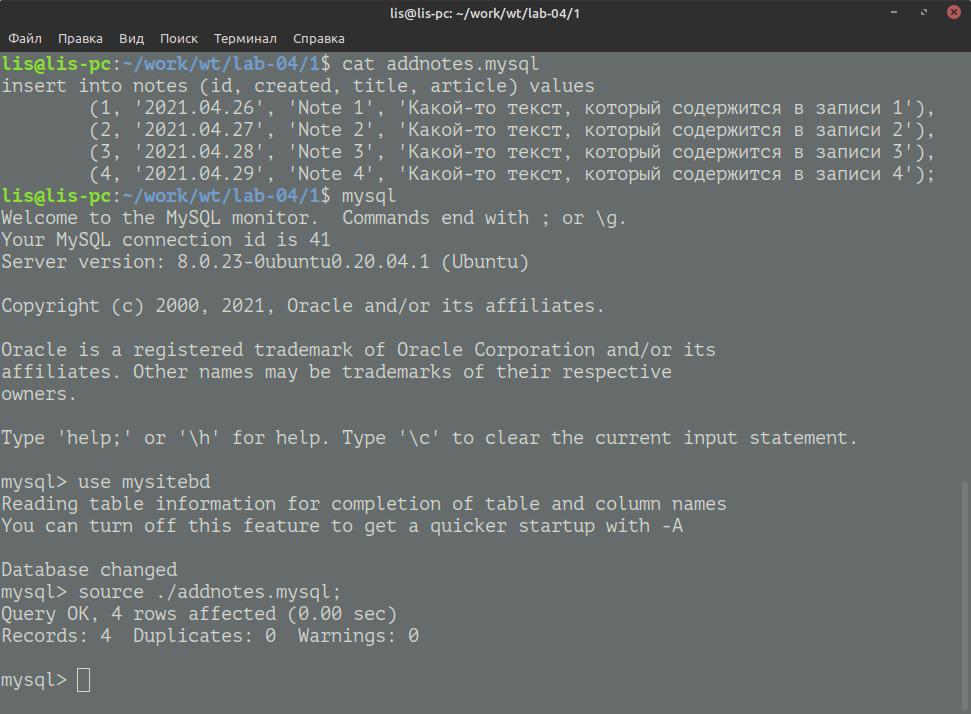 lis@lis-pc: ~/work/wt/lab-04/1
Файл Правка Вид Поиск Терминал Справка
lis@lis-pc:~/work/wt/lab-04/1$ cat addnotes.mysql
insert into notes (id, created, title, article) values
        (1, '2021.04.26', 'Note 1', 'Какой-то текст, который содержится в записи 1'),
        (2, '2021.04.27', 'Note 2', 'Какой-то текст, который содержится в записи 2'),
        (3, '2021.04.28', 'Note 3', 'Какой-то текст, который содержится в записи 3'),
        (4, '2021.04.29', 'Note 4', 'Какой-то текст, который содержится в записи 4');
lis@lis-pc:~/work/wt/lab-04/1$ mysql
Welcome to the MySQL monitor.  Commands end with ; or \g.
Your MySQL connection id is 41
Server version: 8.0.23-0ubuntu0.20.04.1 (Ubuntu)

Copyright (c) 2000, 2021, Oracle and/or its affiliates.

Oracle is a registered trademark of Oracle Corporation and/or its
affiliates. Other names may be trademarks of their respective
owners.

Type 'help;' or '\h' for help. Type '\c' to clear the current input statement.

mysql> use mysitebd
Reading table information for completion of table and column names
You can turn off this feature to get a quicker startup with -A

Database changed
mysql> source ./addnotes.mysql;
Query OK, 4 rows affected (0.00 sec)
Records: 4  Duplicates: 0  Warnings: 0

mysql>